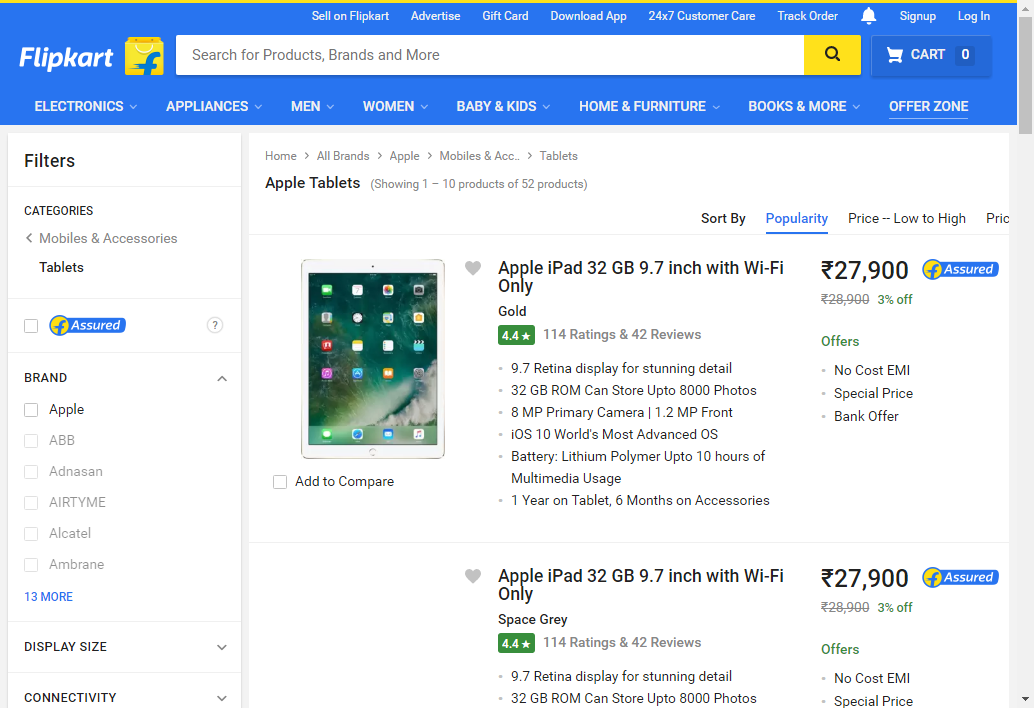 Sell on Flipkart Advertise Gift Card Download App 24x7 Customer Care Track Order Signup Log In
Flipkart
Search for Products, Brands and More
CART 0
ELECTRONICS APPLIANCES MEN WOMEN BABY & KIDS HOME & FURNITURE BOOKS & MORE OFFER ZONE
Filters
CATEGORIES
Mobiles & Accessories
Tablets
Assured
?
BRAND
Apple
ABB
Adnasan
AIRTYME
Alcatel
Ambrane
13 MORE
DISPLAY SIZE
CONNECTIVITY
Home > All Brands > Apple > Mobiles & Acc.. > Tablets
Apple Tablets (Showing 1 – 10 products of 52 products)
Sort By Popularity Price -- Low to High Pric
Add to Compare
Apple iPad 32 GB 9.7 inch with Wi-Fi
Only
Gold
4.4 ★ 114 Ratings & 42 Reviews
9.7 Retina display for stunning detail
32 GB ROM Can Store Upto 8000 Photos
8 MP Primary Camera | 1.2 MP Front
iOS 10 World's Most Advanced OS
Battery: Lithium Polymer Upto 10 hours of
Multimedia Usage
1 Year on Tablet, 6 Months on Accessories
₹27,900 Assured
₹28,900 3% off
Offers
No Cost EMI
Special Price
Bank Offer
Apple iPad 32 GB 9.7 inch with Wi-Fi
Only
Space Grey
4.4 ★ 114 Ratings & 42 Reviews
9.7 Retina display for stunning detail
32 GB ROM Can Store Upto 8000 Photos
₹27,900 Assured
₹28,900 3% off
Offers
No Cost EMI
Special Price